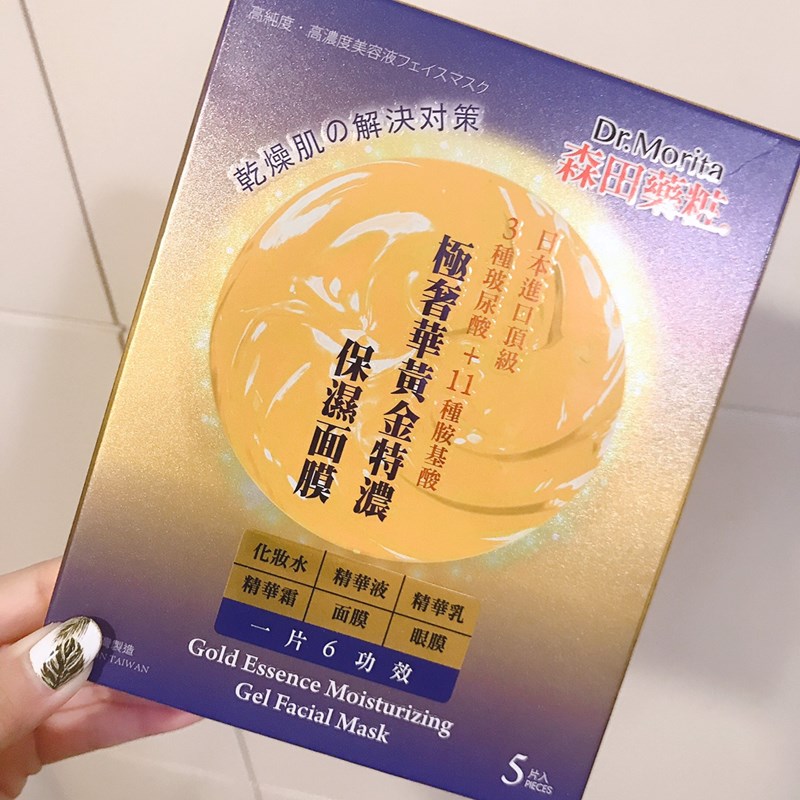 高純度・高濃度美容液フェイスマスク
乾燥肌の解決对策
Dr.Morita
森田藥粧
日本進口頂級
3種玻尿酸+11種胺基酸
極奢華黃金特濃
保濕面膜
化妝水 精華液 精華乳
精華霜 面膜 眼膜
一片6功效
製造
TAIWAN
Gold Essence Moisturizing
Gel Facial Mask
5片入
PIECES